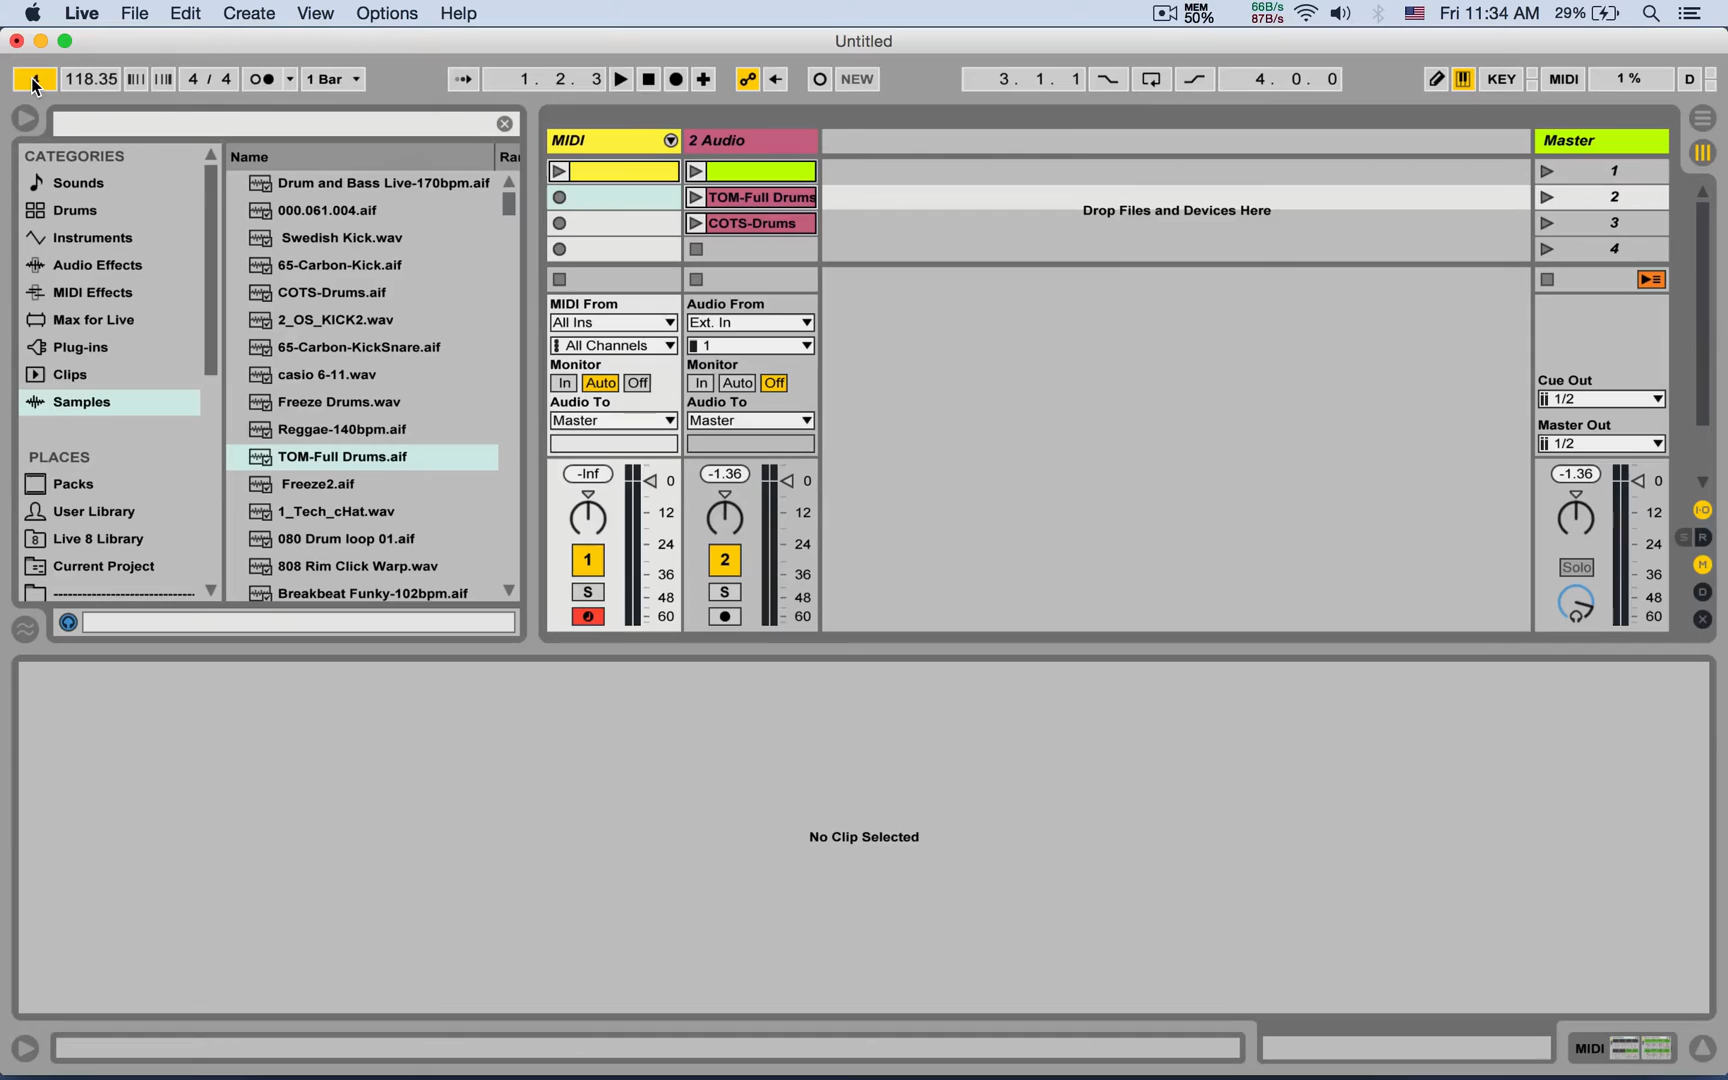 Live File Edit Create View Options Help MEM 50% 66B/s 87B/s Fri 11:34 AM 29%
Untitled
118.35 4 / 4 1 Bar 1. 2. 3 NEW 3. 1. 1 4. 0. 0 KEY MIDI 1 % D
CATEGORIES
Sounds
Drums
Instruments
Audio Effects
MIDI Effects
Max for Live
Plug-ins
Clips
Samples
PLACES
Packs
User Library
Live 8 Library
Current Project
Name
Drum and Bass Live-170bpm.aif
000.061.004.aif
Swedish Kick.wav
65-Carbon-Kick.aif
COTS-Drums.aif
2_OS_KICK2.wav
65-Carbon-KickSnare.aif
casio 6-11.wav
Freeze Drums.wav
Reggae-140bpm.aif
TOM-Full Drums.aif
Freeze2.aif
1_Tech_cHat.wav
080 Drum loop 01.aif
808 Rim Click Warp.wav
Breakbeat Funky-102bpm.aif
MIDI 2 Audio Master
1
TOM-Full Drums 2
COTS-Drums 3
4
Drop Files and Devices Here
MIDI From Audio From
All Ins Ext. In
All Channels 1
Monitor Monitor
In Auto Off In Auto Off
Audio To Audio To
Master Master
Cue Out
1/2
Master Out
1/2
-Inf 0 -1.36 0 -1.36 0
12 12 12
24 24 24
1 2
36 36 Solo 36
S 48 S 48 48
60 60 60
I·O
S R
M
D
No Clip Selected
MIDI